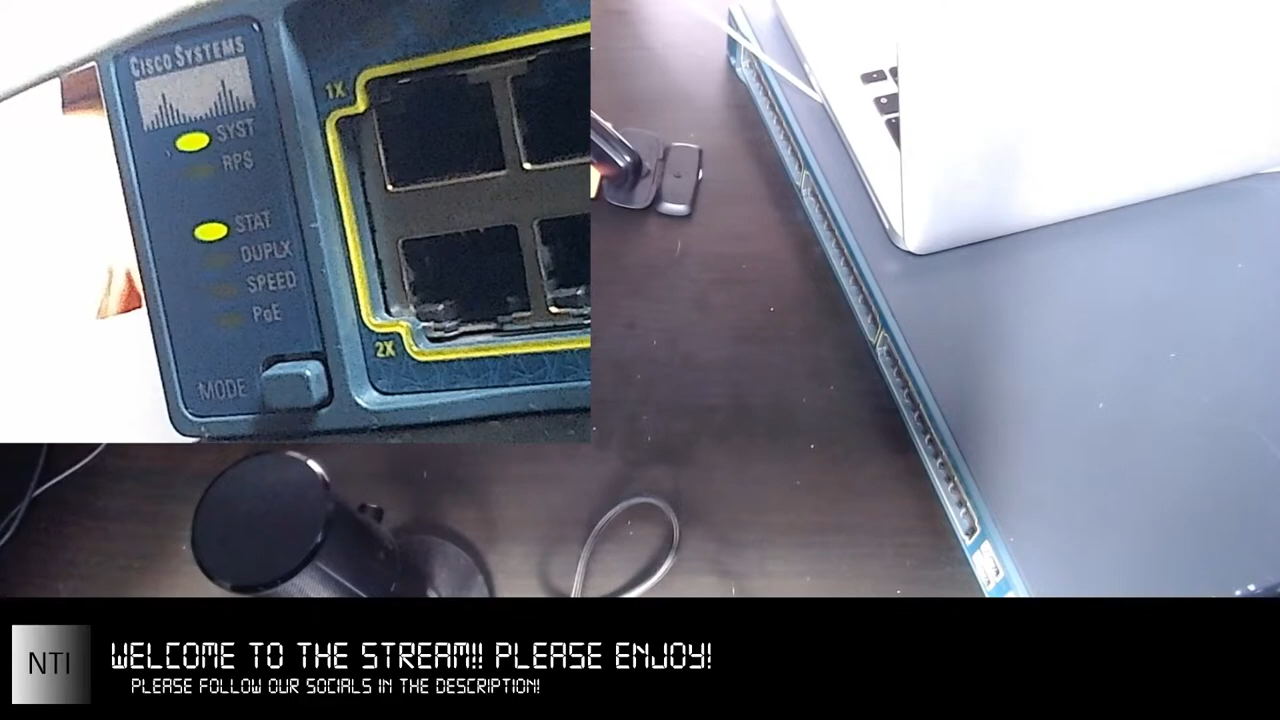 CISCO SYSTEMS
SYST
RPS
STAT
DUPLX
SPEED
PoE
MODE
1X
2X
NTI
WELCOME TO THE STREAM!! PLEASE ENJOY!
PLEASE FOLLOW OUR SOCIALS IN THE DESCRIPTION!